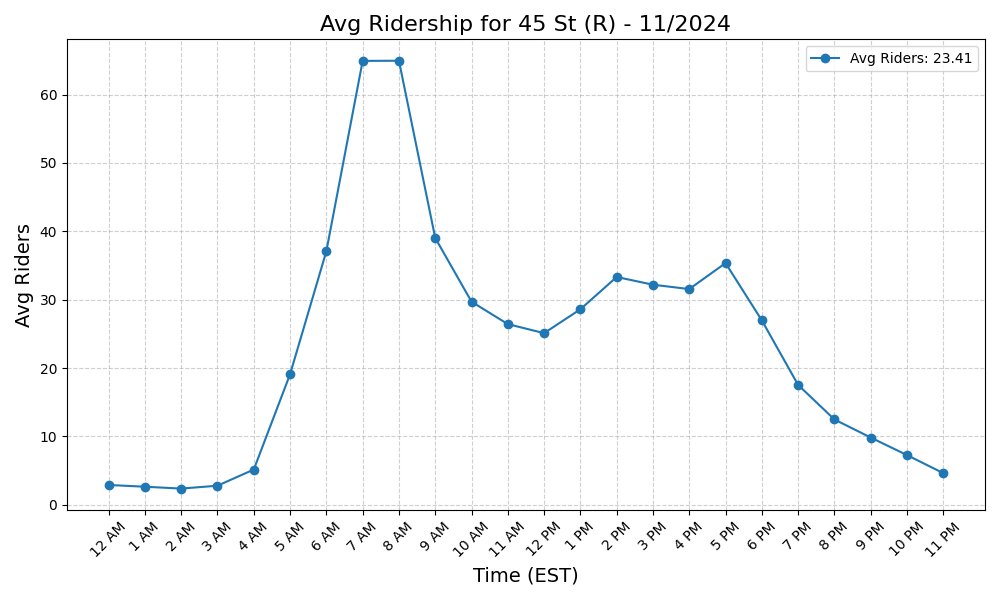 Avg Ridership for 45 St (R) - 11/2024
Avg Riders: 23.41
Avg Riders
60
50
40
30
20
10
0
12 AM
1 AM
2 AM
3 AM
4 AM
5 AM
6 AM
7 AM
8 AM
9 AM
10 AM
11 AM
12 PM
1 PM
2 PM
3 PM
4 PM
5 PM
6 PM
7 PM
8 PM
9 PM
10 PM
11 PM
Time (EST)